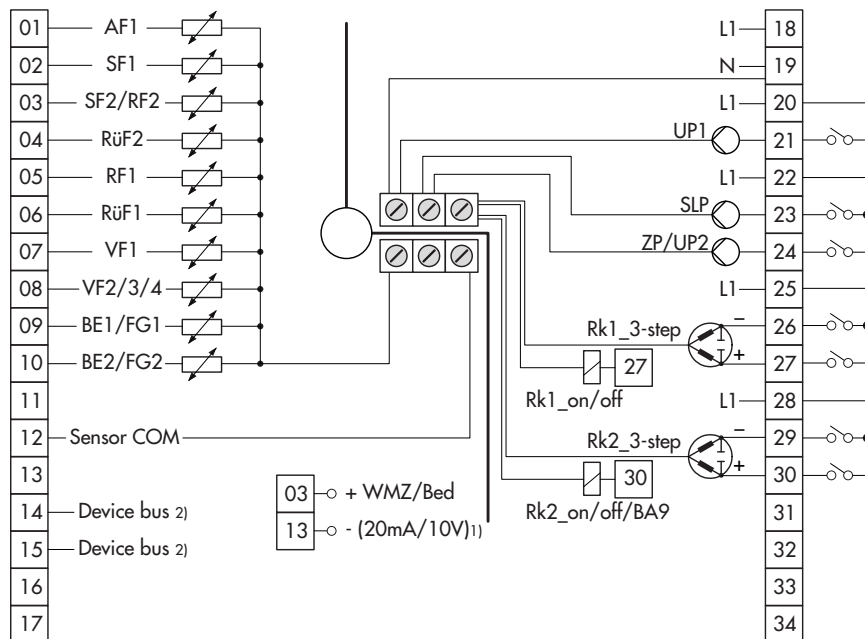 01 AF1
02 SF1
03 SF2/RF2
04 RüF2
05 RF1
06 RüF1
07 VF1
08 VF2/3/4
09 BE1/FG1
10 BE2/FG2
11
12 Sensor COM
13
14 Device bus 2)
15 Device bus 2)
16
17
03 + WMZ/Bed
13 - (20mA/10V)1)
L1 18
N 19
L1 20
UP1 21
L1 22
SLP 23
ZP/UP2 24
L1 25
Rk1_3-step − 26
27 + 27
Rk1_on/off
L1 28
Rk2_3-step − 29
30 + 30
Rk2_on/off/BA9
31
32
33
34